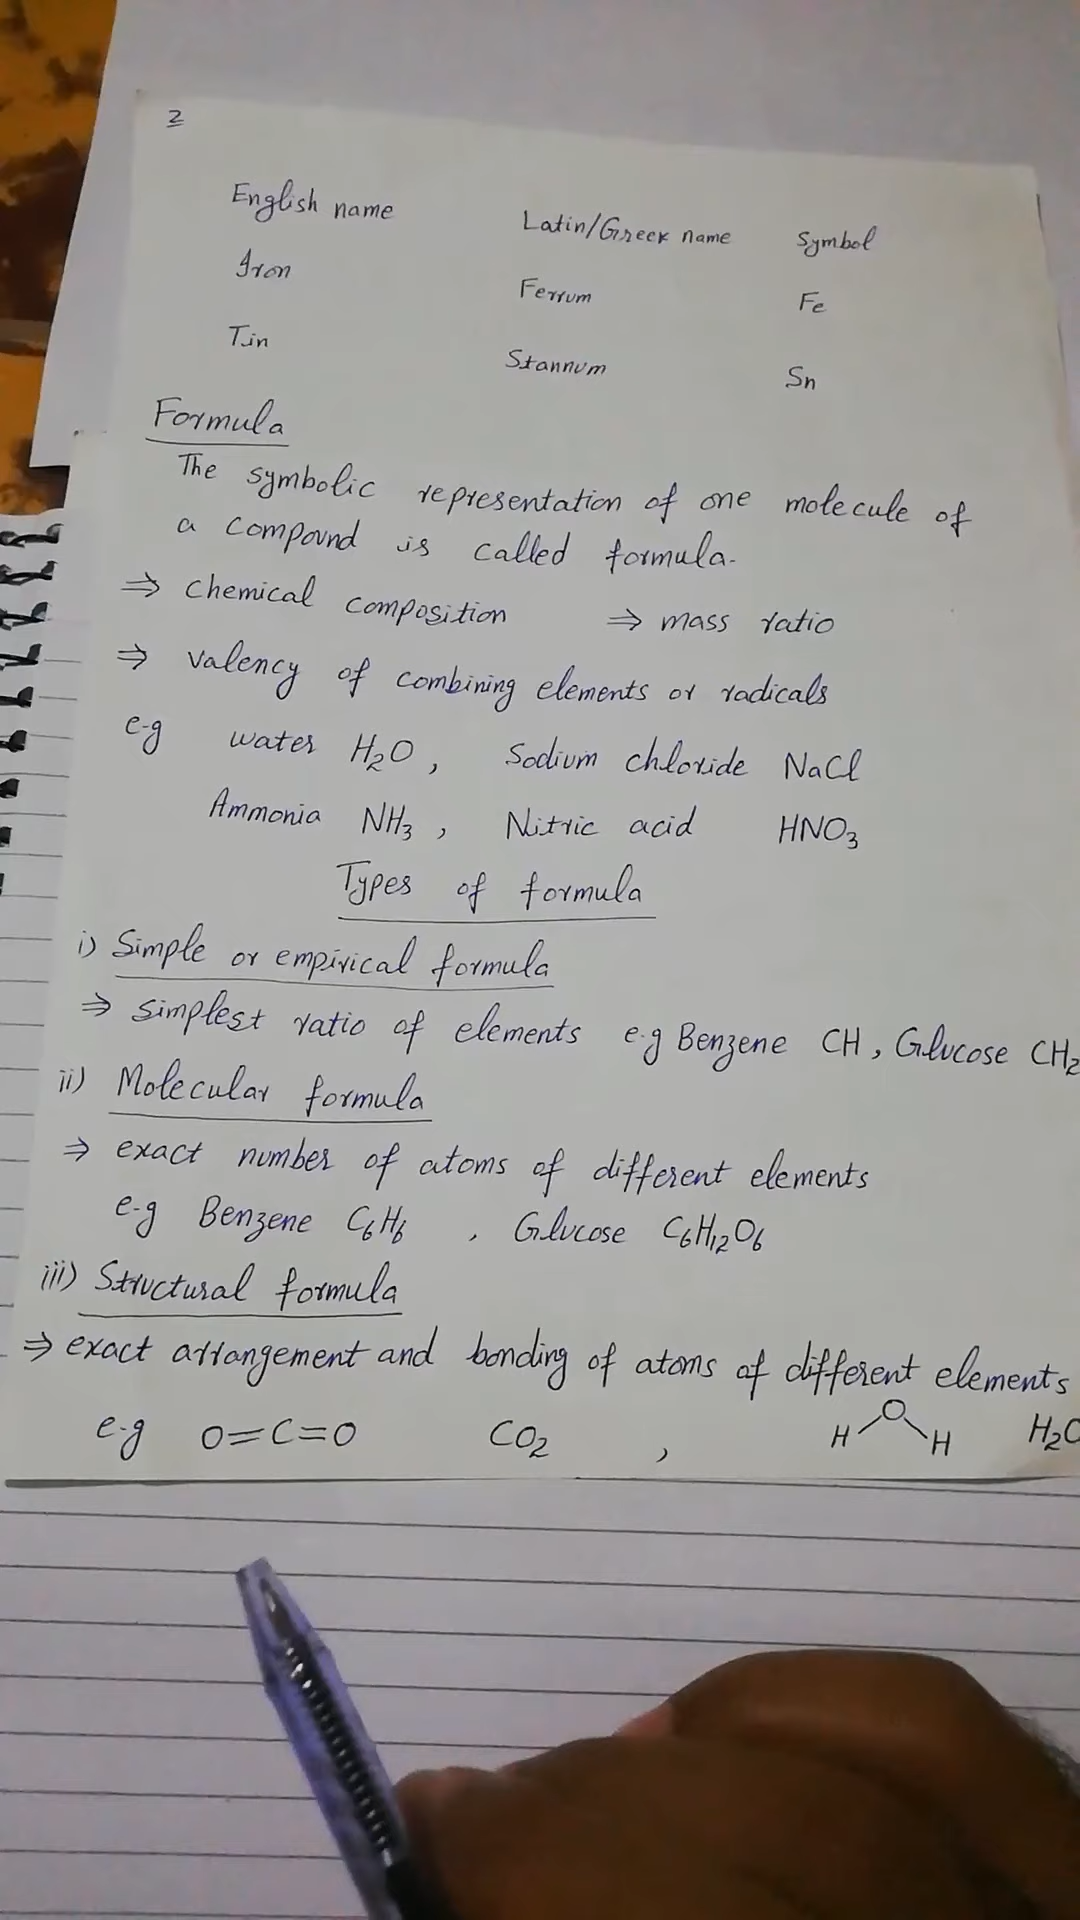 2
English name Latin/Greek name Symbol
Iron Ferrum Fe
Tin Stannum Sn
Formula
The symbolic representation of one molecule of
a compound is called formula.
⇒ Chemical composition ⇒ mass ratio
⇒ Valency of combining elements or radicals
e-g water H₂O, Sodium chloride NaCl
Ammonia NH₃, Nitric acid HNO₃
Types of formula
i) Simple or empirical formula
⇒ simplest ratio of elements e.g Benzene CH, Glucose CH₂
ii) Molecular formula
⇒ exact number of atoms of different elements
e-g Benzene C₆H₆, Glucose C₆H₁₂O₆
iii) Structural formula
⇒ exact arrangement and bonding of atoms of different elements
e-g O=C=O CO₂, H O H H₂O